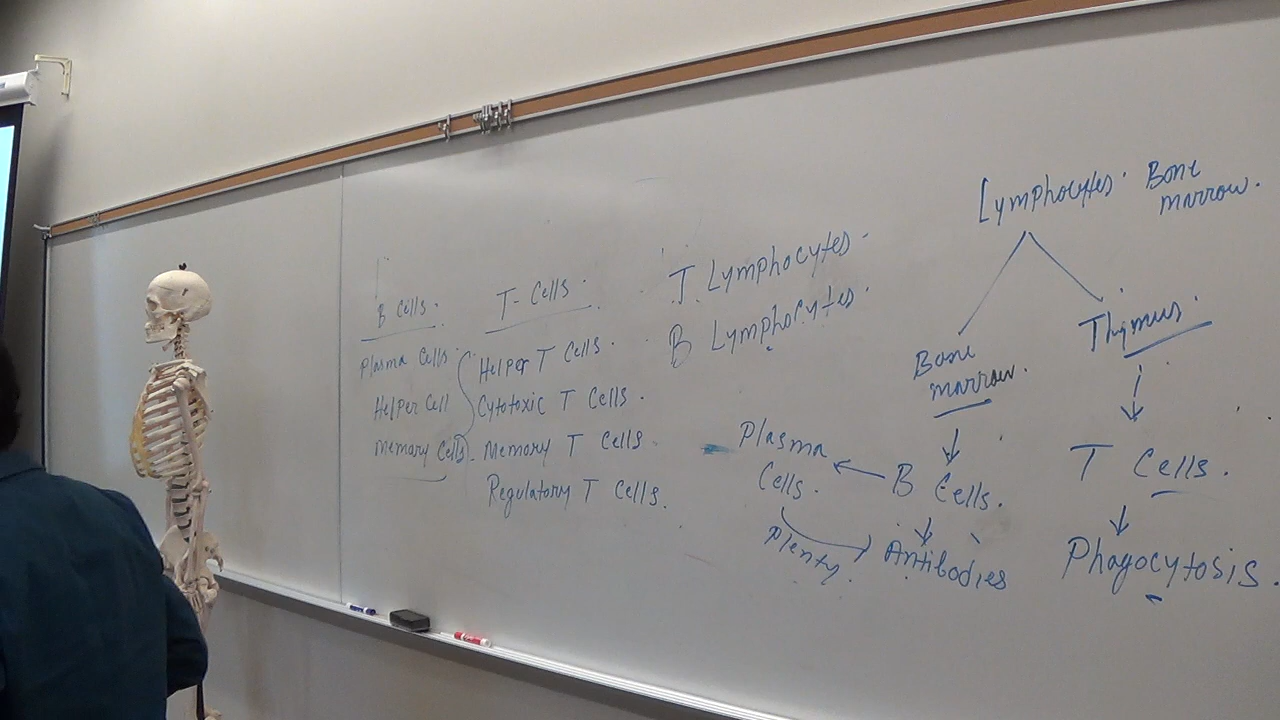 B Cells.
Plasma Cells.
Helper Cell
Memory Cells.
T- Cells.
Helper T Cells.
Cytotoxic T Cells.
Memory T Cells.
Regulatory T Cells.
T Lymphocytes.
B Lymphocytes.
Lymphocytes. Bone
marrow.
Bone
marrow.
Thymus.
Plasma
Cells.
B Cells.
T Cells.
Plenty.
Antibodies
Phagocytosis.